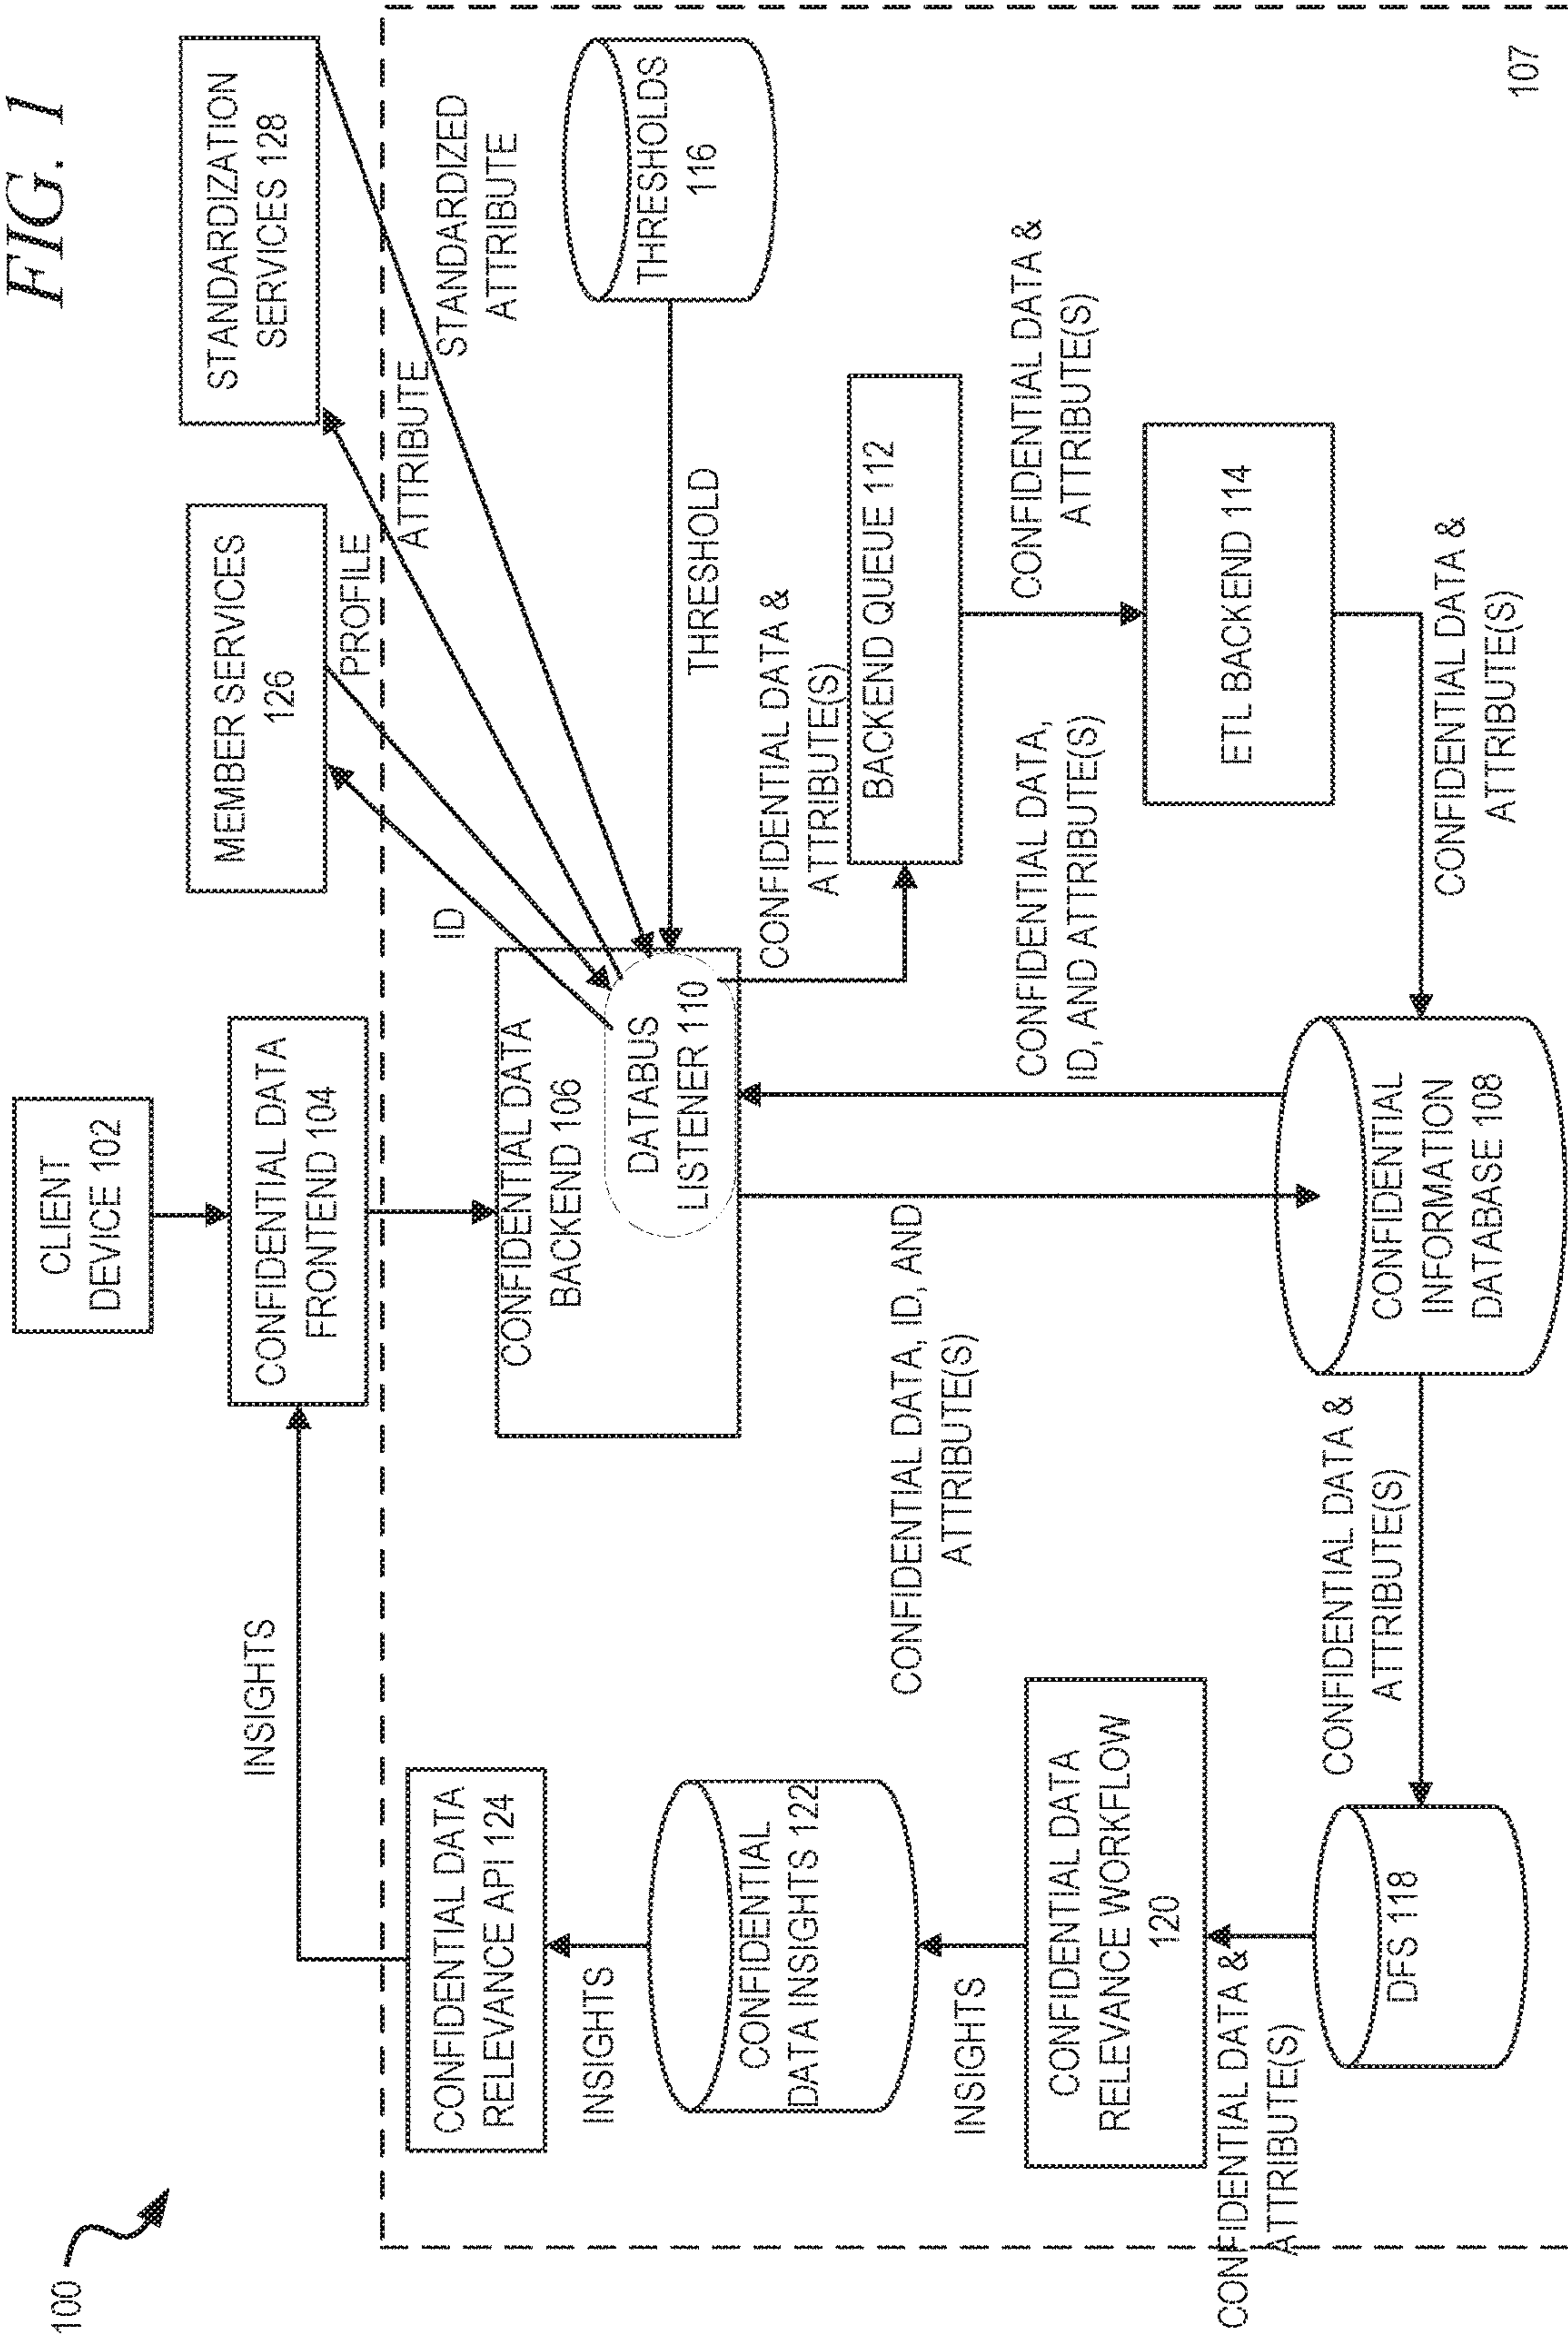 FIG. 1
100
CLIENT
DEVICE 102
INSIGHTS
CONFIDENTIAL DATA
FRONTEND 104
MEMBER SERVICES
126
STANDARDIZATION
SERVICES 128
ID
PROFILE
ATTRIBUTE
STANDARDIZED
ATTRIBUTE
CONFIDENTIAL DATA
RELEVANCE API 124
CONFIDENTIAL DATA
BACKEND 106
DATABUS
LISTENER 110
THRESHOLD
THRESHOLDS
116
INSIGHTS
CONFIDENTIAL
DATA INSIGHTS 122
CONFIDENTIAL DATA &
ATTRIBUTE(S)
BACKEND QUEUE 112
CONFIDENTIAL DATA, ID, AND
ATTRIBUTE(S)
CONFIDENTIAL DATA,
ID, AND ATTRIBUTE(S)
CONFIDENTIAL DATA &
ATTRIBUTE(S)
INSIGHTS
CONFIDENTIAL DATA
RELEVANCE WORKFLOW
120
ETL BACKEND 114
CONFIDENTIAL DATA &
ATTRIBUTE(S)
DFS 118
CONFIDENTIAL DATA &
ATTRIBUTE(S)
CONFIDENTIAL
INFORMATION
DATABASE 108
CONFIDENTIAL DATA &
ATTRIBUTE(S)
107